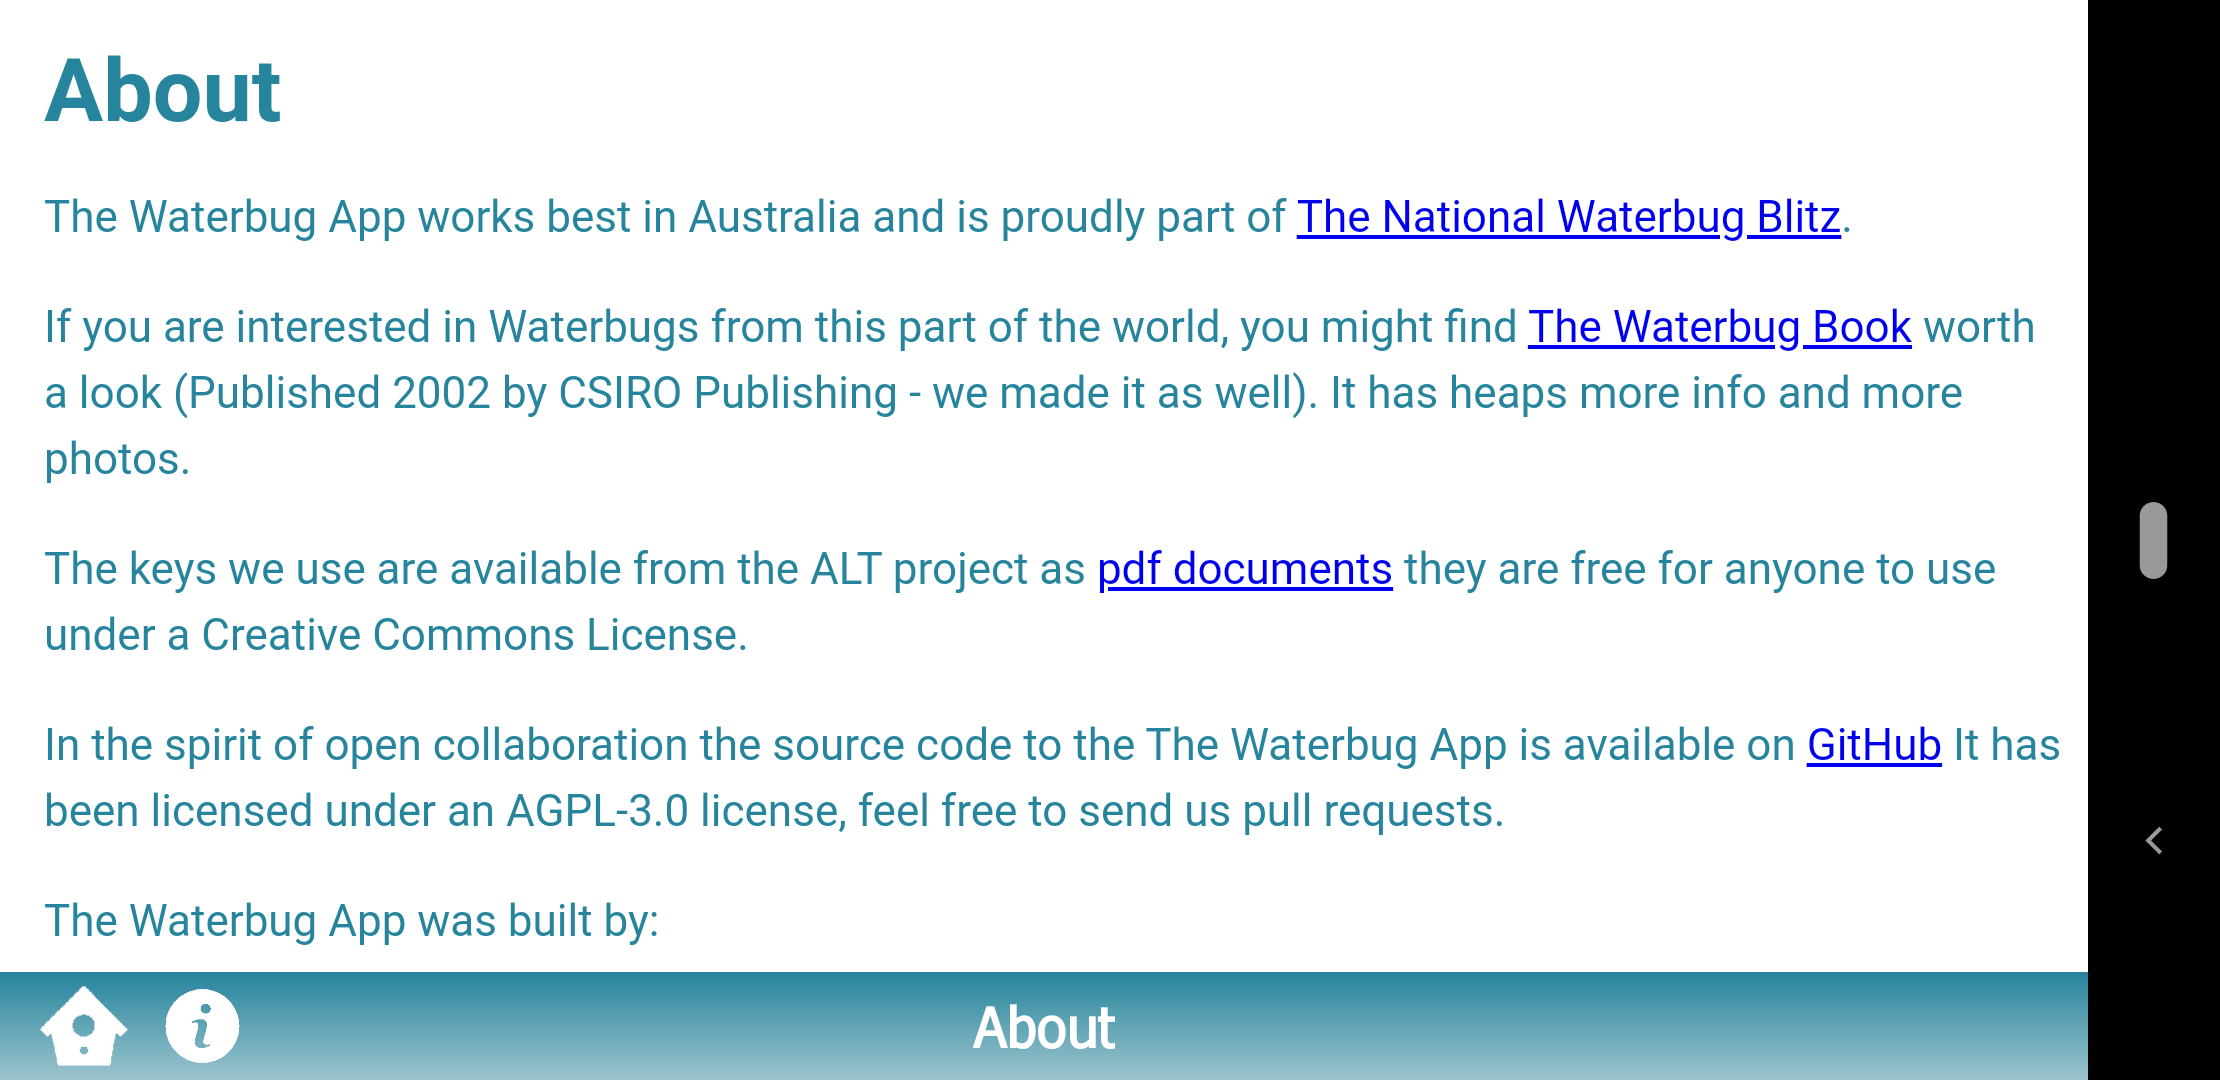 About
The Waterbug App works best in Australia and is proudly part of The National Waterbug Blitz.
If you are interested in Waterbugs from this part of the world, you might find The Waterbug Book worth
a look (Published 2002 by CSIRO Publishing - we made it as well). It has heaps more info and more
photos.
The keys we use are available from the ALT project as pdf documents they are free for anyone to use
under a Creative Commons License.
In the spirit of open collaboration the source code to the The Waterbug App is available on GitHub It has
been licensed under an AGPL-3.0 license, feel free to send us pull requests.
The Waterbug App was built by:
i
About